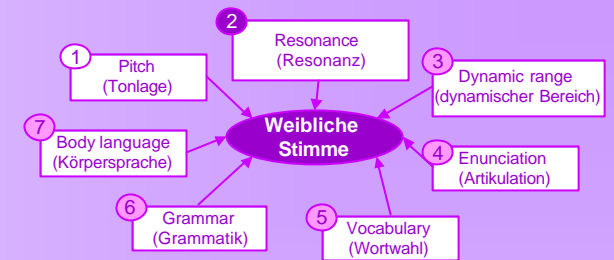 1
Pitch
(Tonlage)
2
Resonance
(Resonanz)
3
Dynamic range
(dynamischer Bereich)
4
Enunciation
(Artikulation)
5
Vocabulary
(Wortwahl)
6
Grammar
(Grammatik)
7
Body language
(Körpersprache)
Weibliche
Stimme